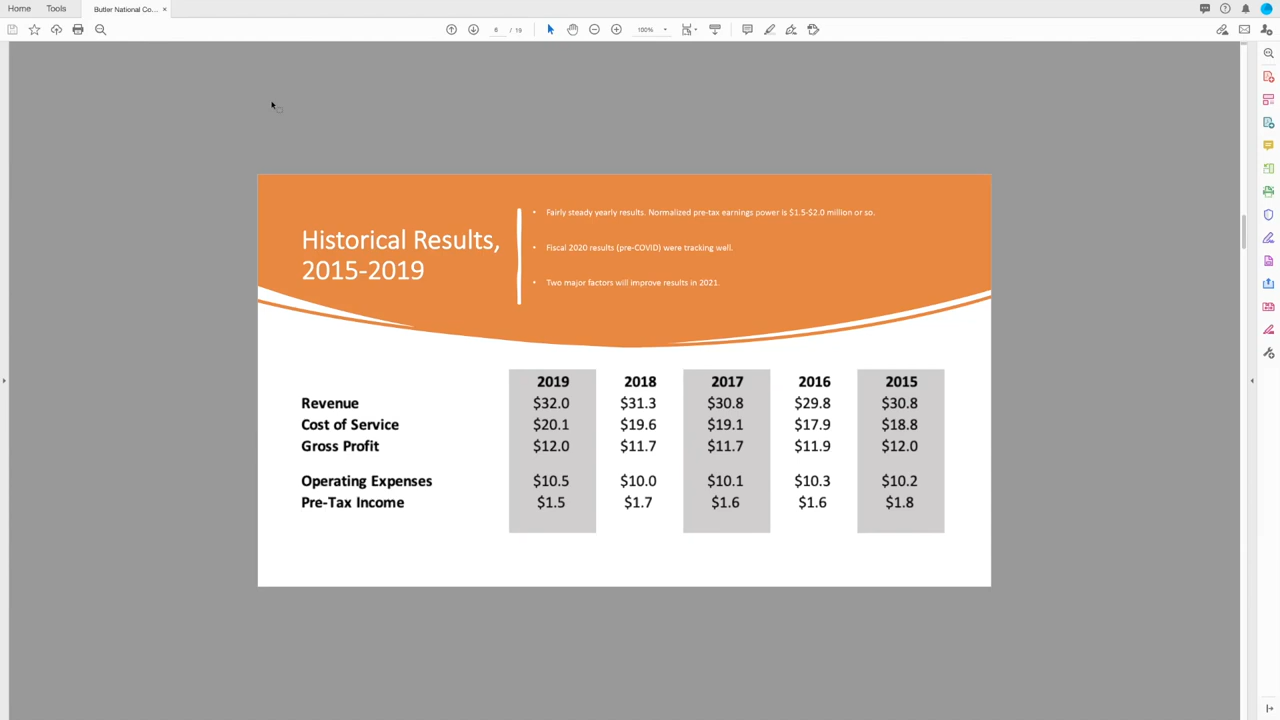 Home Tools Butler National Co... ×
6 / 19 100%
Historical Results,
2015-2019
• Fairly steady yearly results. Normalized pre-tax earnings power is $1.5-$2.0 million or so.
• Fiscal 2020 results (pre-COVID) were tracking well.
• Two major factors will improve results in 2021.
2019 2018 2017 2016 2015
Revenue $32.0 $31.3 $30.8 $29.8 $30.8
Cost of Service $20.1 $19.6 $19.1 $17.9 $18.8
Gross Profit $12.0 $11.7 $11.7 $11.9 $12.0
Operating Expenses $10.5 $10.0 $10.1 $10.3 $10.2
Pre-Tax Income $1.5 $1.7 $1.6 $1.6 $1.8